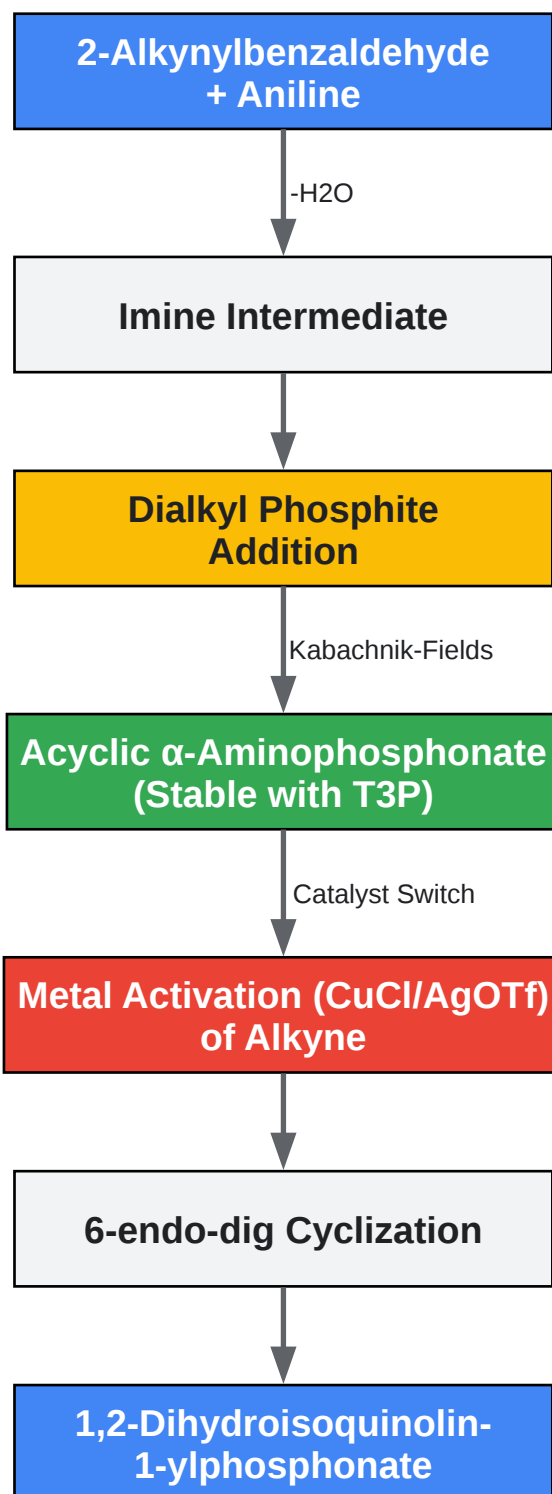 2-Alkynylbenzaldehyde
+ Aniline
-H2O
Imine Intermediate
Dialkyl Phosphite
Addition
Kabachnik-Fields
Acyclic α-Aminophosphonate
(Stable with T3P)
Catalyst Switch
Metal Activation (CuCl/AgOTf)
of Alkyne
6-endo-dig Cyclization
1,2-Dihydroisoquinolin-
1-ylphosphonate